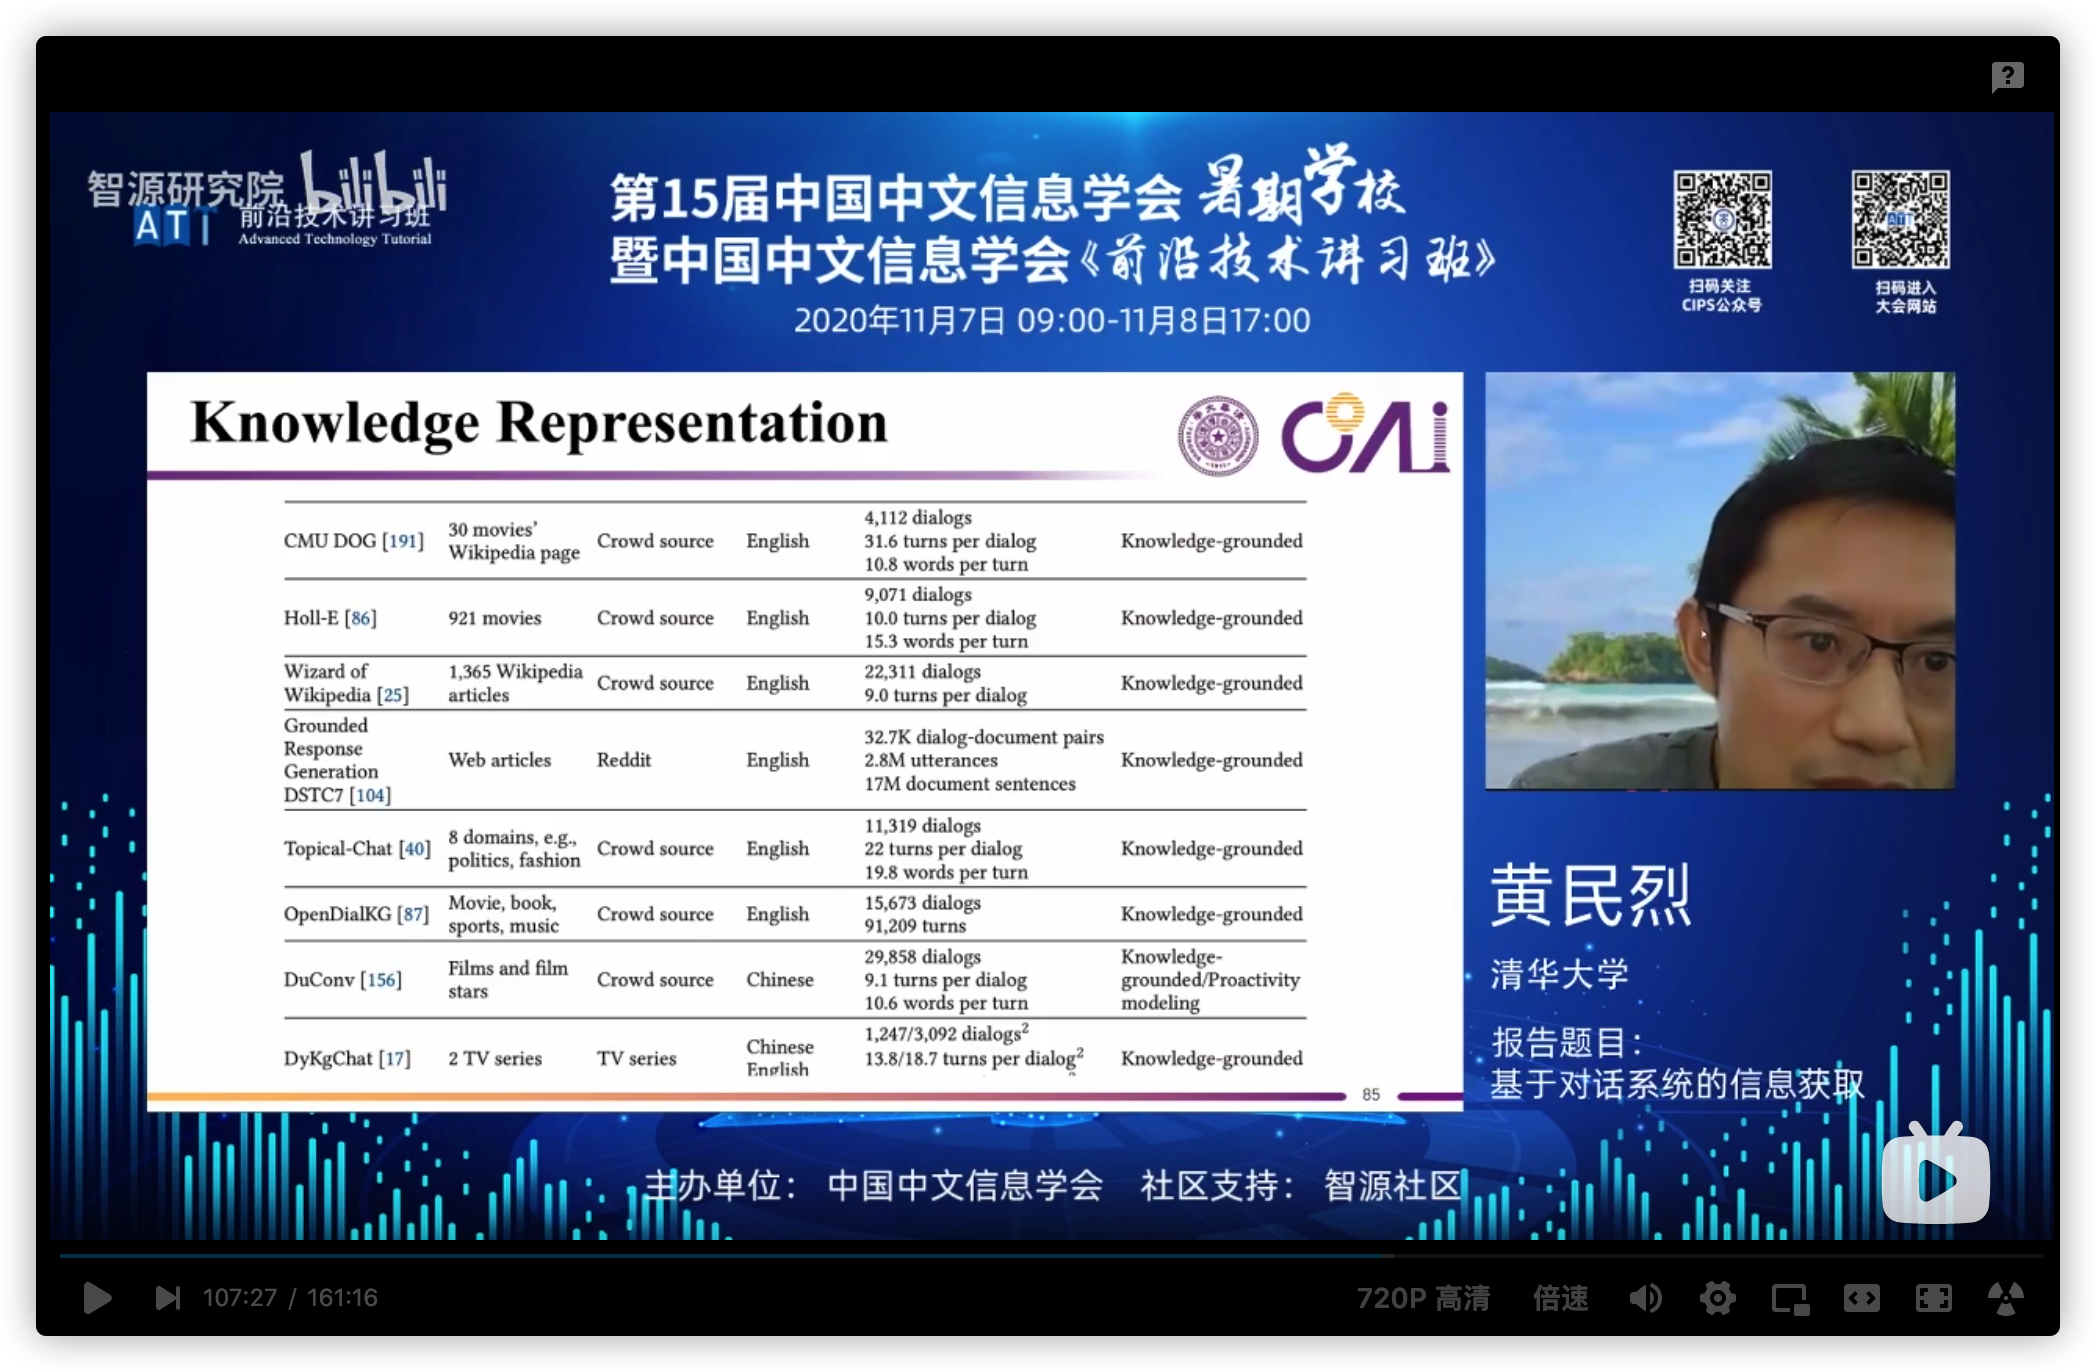 智源研究院 bilibili
ATT 前沿技术讲习班
Advanced Technology Tutorial
第15届中国中文信息学会 暑期学校
暨中国中文信息学会《前沿技术讲习班》
2020年11月7日 09:00-11月8日17:00
扫码关注
CIPS公众号
扫码进入
大会网站
Knowledge Representation
COAI
CMU DOG [191]
30 movies’
Wikipedia page
Crowd source
English
4,112 dialogs
31.6 turns per dialog
10.8 words per turn
Knowledge-grounded
Holl-E [86]
921 movies
Crowd source
English
9,071 dialogs
10.0 turns per dialog
15.3 words per turn
Knowledge-grounded
Wizard of
Wikipedia [25]
1,365 Wikipedia
articles
Crowd source
English
22,311 dialogs
9.0 turns per dialog
Knowledge-grounded
Grounded
Response
Generation
DSTC7 [104]
Web articles
Reddit
English
32.7K dialog-document pairs
2.8M utterances
17M document sentences
Knowledge-grounded
Topical-Chat [40]
8 domains, e.g.,
politics, fashion
Crowd source
English
11,319 dialogs
22 turns per dialog
19.8 words per turn
Knowledge-grounded
OpenDialKG [87]
Movie, book,
sports, music
Crowd source
English
15,673 dialogs
91,209 turns
Knowledge-grounded
DuConv [156]
Films and film
stars
Crowd source
Chinese
29,858 dialogs
9.1 turns per dialog
10.6 words per turn
Knowledge-
grounded/Proactivity
modeling
DyKgChat [17]
2 TV series
TV series
Chinese
English
1,247/3,092 dialogs²
13.8/18.7 turns per dialog²
Knowledge-grounded
85
黄民烈
清华大学
报告题目：
基于对话系统的信息获取
主办单位： 中国中文信息学会 社区支持： 智源社区
107:27 / 161:16
720P 高清
倍速